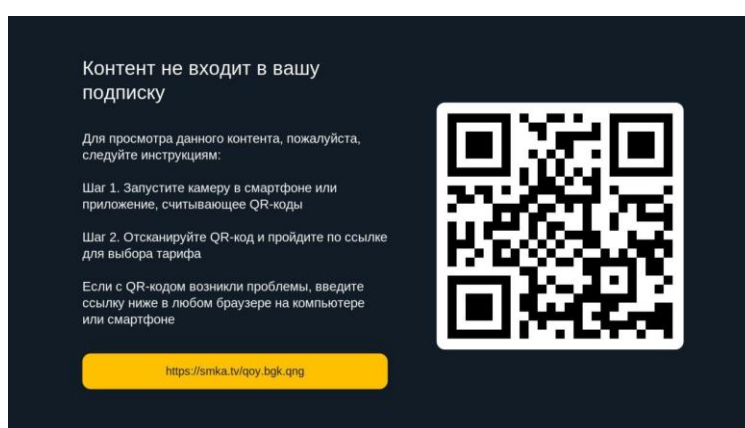 Контент не входит в вашу
подписку
Для просмотра данного контента, пожалуйста,
следуйте инструкциям:
Шаг 1. Запустите камеру в смартфоне или
приложение, считывающее QR-коды
Шаг 2. Отсканируйте QR-код и пройдите по ссылке
для выбора тарифа
Если с QR-кодом возникли проблемы, введите
ссылку ниже в любом браузере на компьютере
или смартфоне
https://smka.tv/qoy.bgk.qng